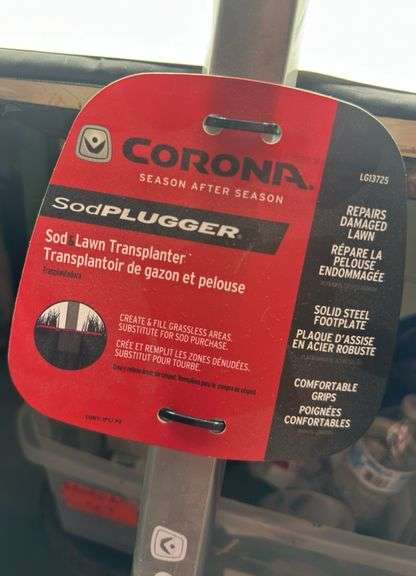 CORONA
SEASON AFTER SEASON
LG13725
SodPLUGGER
Sod & Lawn Transplanter
Transplantoir de gazon et pelouse
Transplantadora
CREATE & FILL GRASSLESS AREAS.
SUBSTITUTE FOR SOD PURCHASE.
CRÉE ET REMPLIT LES ZONES DÉNUDÉES.
SUBSTITUT POUR TOURBE.
REPAIRS
DAMAGED
LAWN
RÉPARE LA
PELOUSE
ENDOMMAGÉE
SOLID STEEL
FOOTPLATE
PLAQUE D'ASSISE
EN ACIER ROBUSTE
COMFORTABLE
GRIPS
POIGNÉES
CONFORTABLES